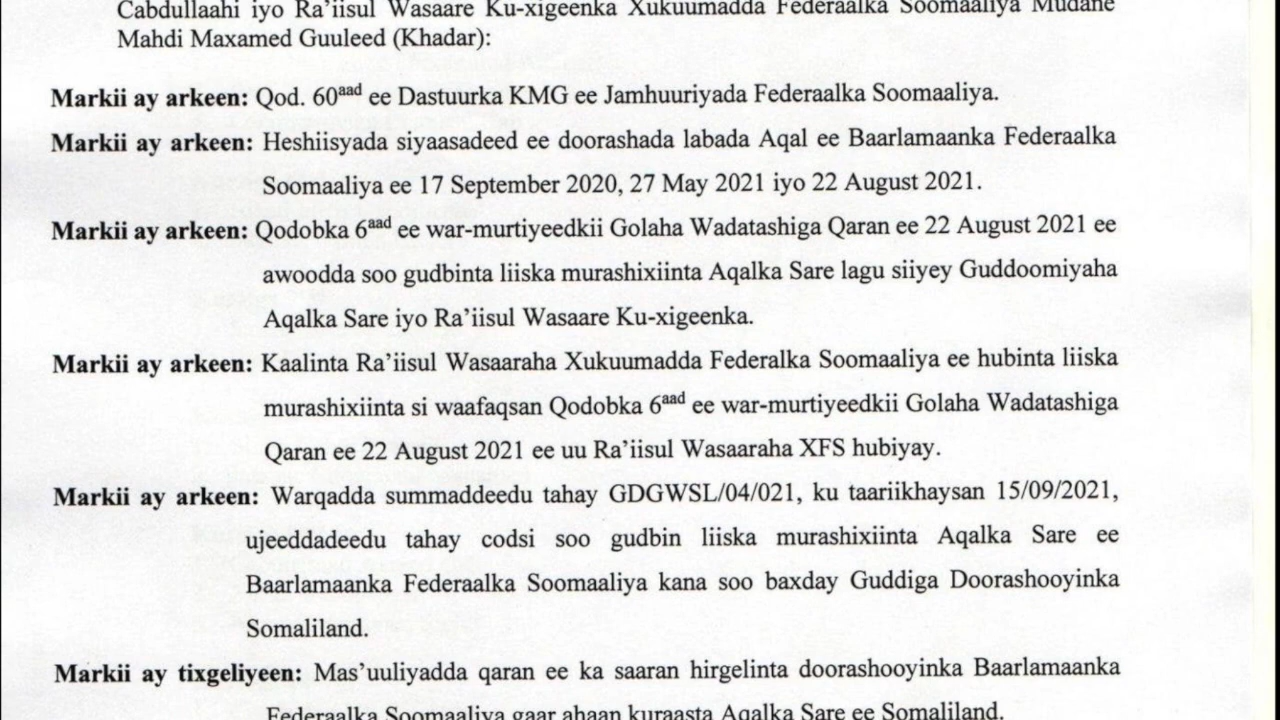 Cabdullaahi iyo Ra'iisul Wasaare Ku-xigeenka Xukuumadda Federaalka Soomaaliya Mudane
Mahdi Maxamed Guuleed (Khadar):
Markii ay arkeen: Qod. 60aad ee Dastuurka KMG ee Jamhuuriyada Federaalka Soomaaliya.
Markii ay arkeen: Heshiisyada siyaasadeed ee doorashada labada Aqal ee Baarlamaanka Federaalka
Soomaaliya ee 17 September 2020, 27 May 2021 iyo 22 August 2021.
Markii ay arkeen: Qodobka 6aad ee war-murtiyeedkii Golaha Wadatashiga Qaran ee 22 August 2021 ee
awoodda soo gudbinta liiska murashixiinta Aqalka Sare lagu siiyey Guddoomiyaha
Aqalka Sare iyo Ra'iisul Wasaare Ku-xigeenka.
Markii ay arkeen: Kaalinta Ra'iisul Wasaaraha Xukuumadda Federalka Soomaaliya ee hubinta liiska
murashixiinta si waafaqsan Qodobka 6aad ee war-murtiyeedkii Golaha Wadatashiga
Qaran ee 22 August 2021 ee uu Ra'iisul Wasaaraha XFS hubiyay.
Markii ay arkeen: Warqadda summaddeedu tahay GDGWSL/04/021, ku taariikhaysan 15/09/2021,
ujeeddadeedu tahay codsi soo gudbin liiska murashixiinta Aqalka Sare ee
Baarlamaanka Federaalka Soomaaliya kana soo baxday Guddiga Doorashooyinka
Somaliland.
Markii ay tixgeliyeen: Mas'uuliyadda qaran ee ka saaran hirgelinta doorashooyinka Baarlamaanka
Federaalka Soomaaliya gaar ahaan kuraasta Aqalka Sare ee Somaliland.